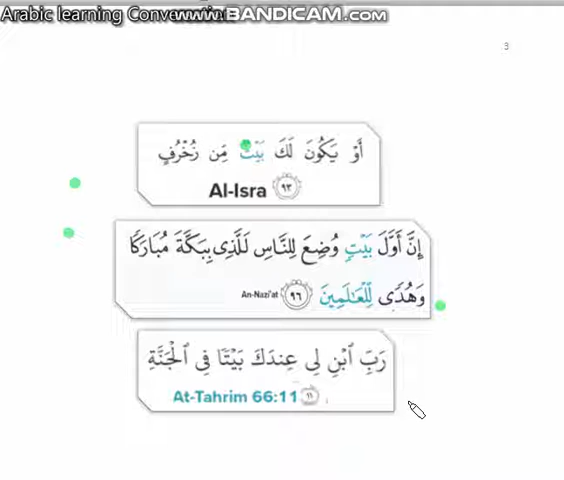 Arabic learning Conversation
WWW.BANDICAM.COM
3
أَوْ يَكُونَ لَكَ بَيْتٌ مِّن زُخْرُفٍ
Al-Isra ٩٣
إِنَّ أَوَّلَ بَيْتٍ وُضِعَ لِلنَّاسِ لَلَّذِى بِبَكَّةَ مُبَارَكًا
وَهُدًى لِّلْعَـٰلَمِينَ ٩٦ An-Nazi'at
رَبِّ ٱبْنِ لِى عِندَكَ بَيْتًا فِى ٱلْجَنَّةِ
At-Tahrim 66:11 ١١